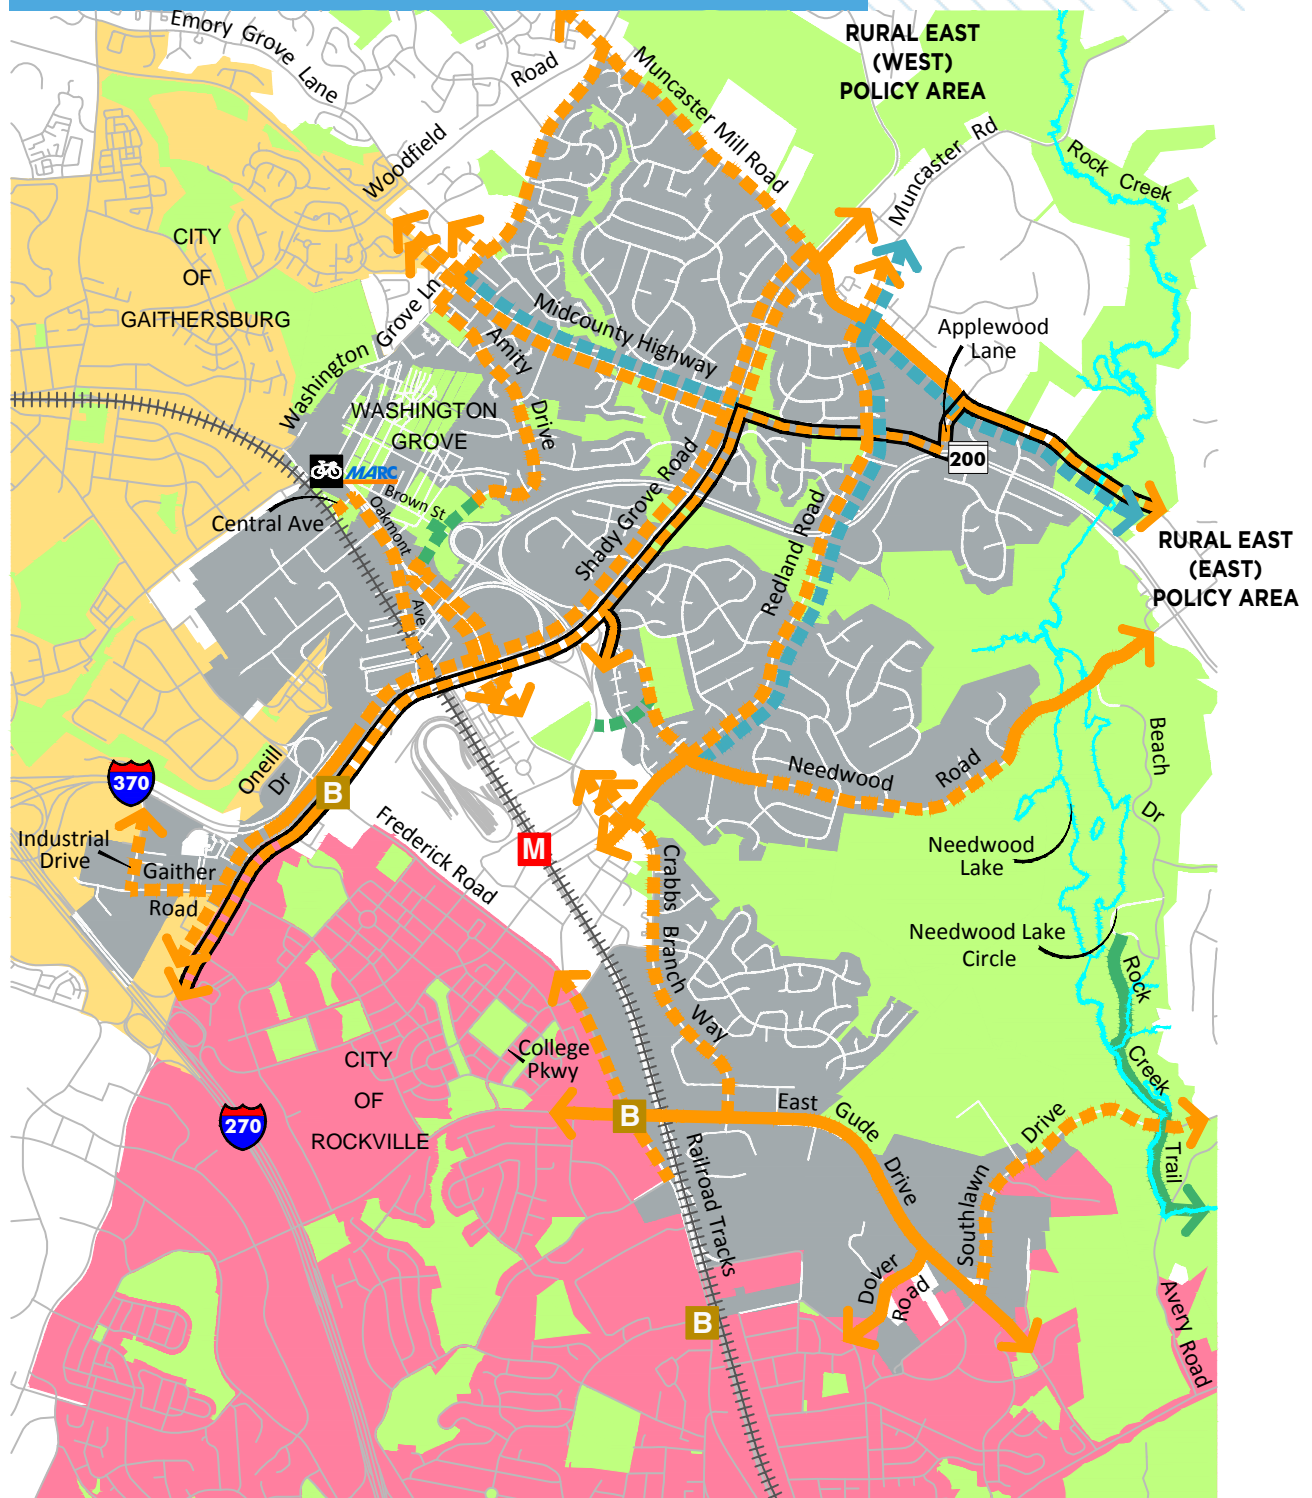 RURAL EAST
(WEST)
POLICY AREA
Emory Grove Lane
Woodfield Road
Muncaster Mill Road
Muncaster Rd
Rock Creek
CITY
OF
GAITHERSBURG
Washington Grove Ln
Midcounty Highway
Applewood
Lane
Amity Drive
WASHINGTON
GROVE
MARC
Brown St
Oakmont Ave
Central Ave
Shady Grove Road
200
Redland Road
RURAL EAST
(EAST)
POLICY AREA
Oneill
Dr
370
B
Needwood Road
Beach Dr
Industrial
Drive
Gaither
Road
Frederick Road
M
Crabbs Branch Way
Needwood
Lake
Needwood Lake
Circle
Rock Creek Trail
College
Pkwy
CITY
OF
ROCKVILLE
270
B
East Gude Drive
Southlawn Drive
Railroad Tracks
Dover
Road
B
Avery Road